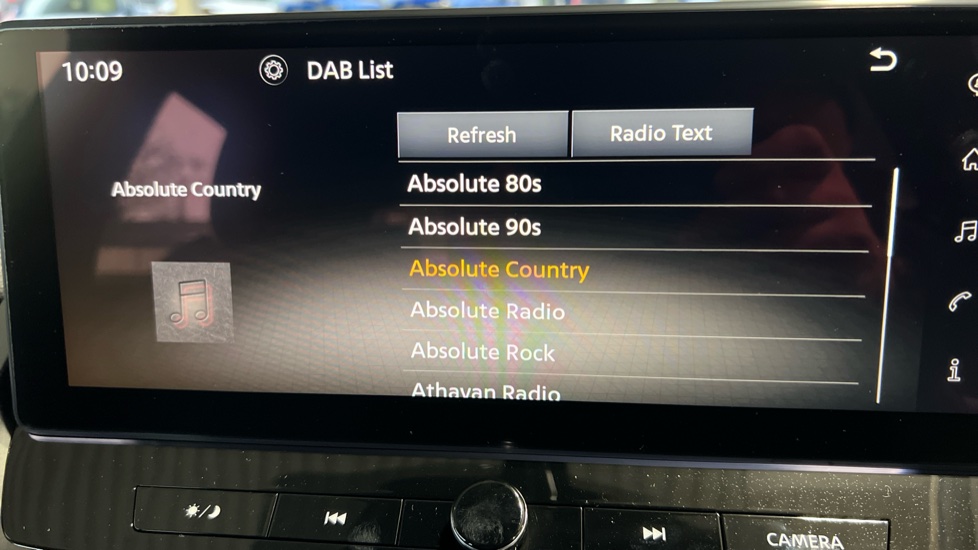 10:09
DAB List
Refresh
Radio Text
Absolute Country
Absolute 80s
Absolute 90s
Absolute Country
Absolute Radio
Absolute Rock
Athavan Radio
CAMERA